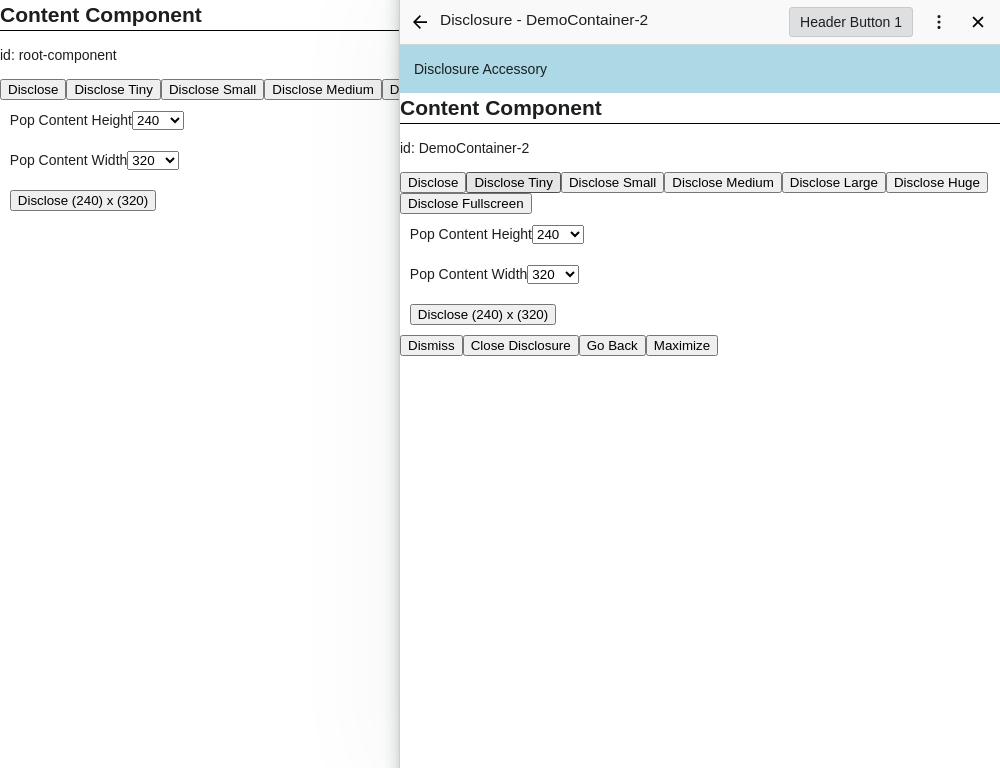 Content Component
id: root-component
Disclose Disclose Tiny Disclose Small Disclose Medium D
Pop Content Height 240
Pop Content Width 320
Disclose (240) x (320)
Disclosure - DemoContainer-2 Header Button 1
Disclosure Accessory
Content Component
id: DemoContainer-2
Disclose Disclose Tiny Disclose Small Disclose Medium Disclose Large Disclose Huge
Disclose Fullscreen
Pop Content Height 240
Pop Content Width 320
Disclose (240) x (320)
Dismiss Close Disclosure Go Back Maximize